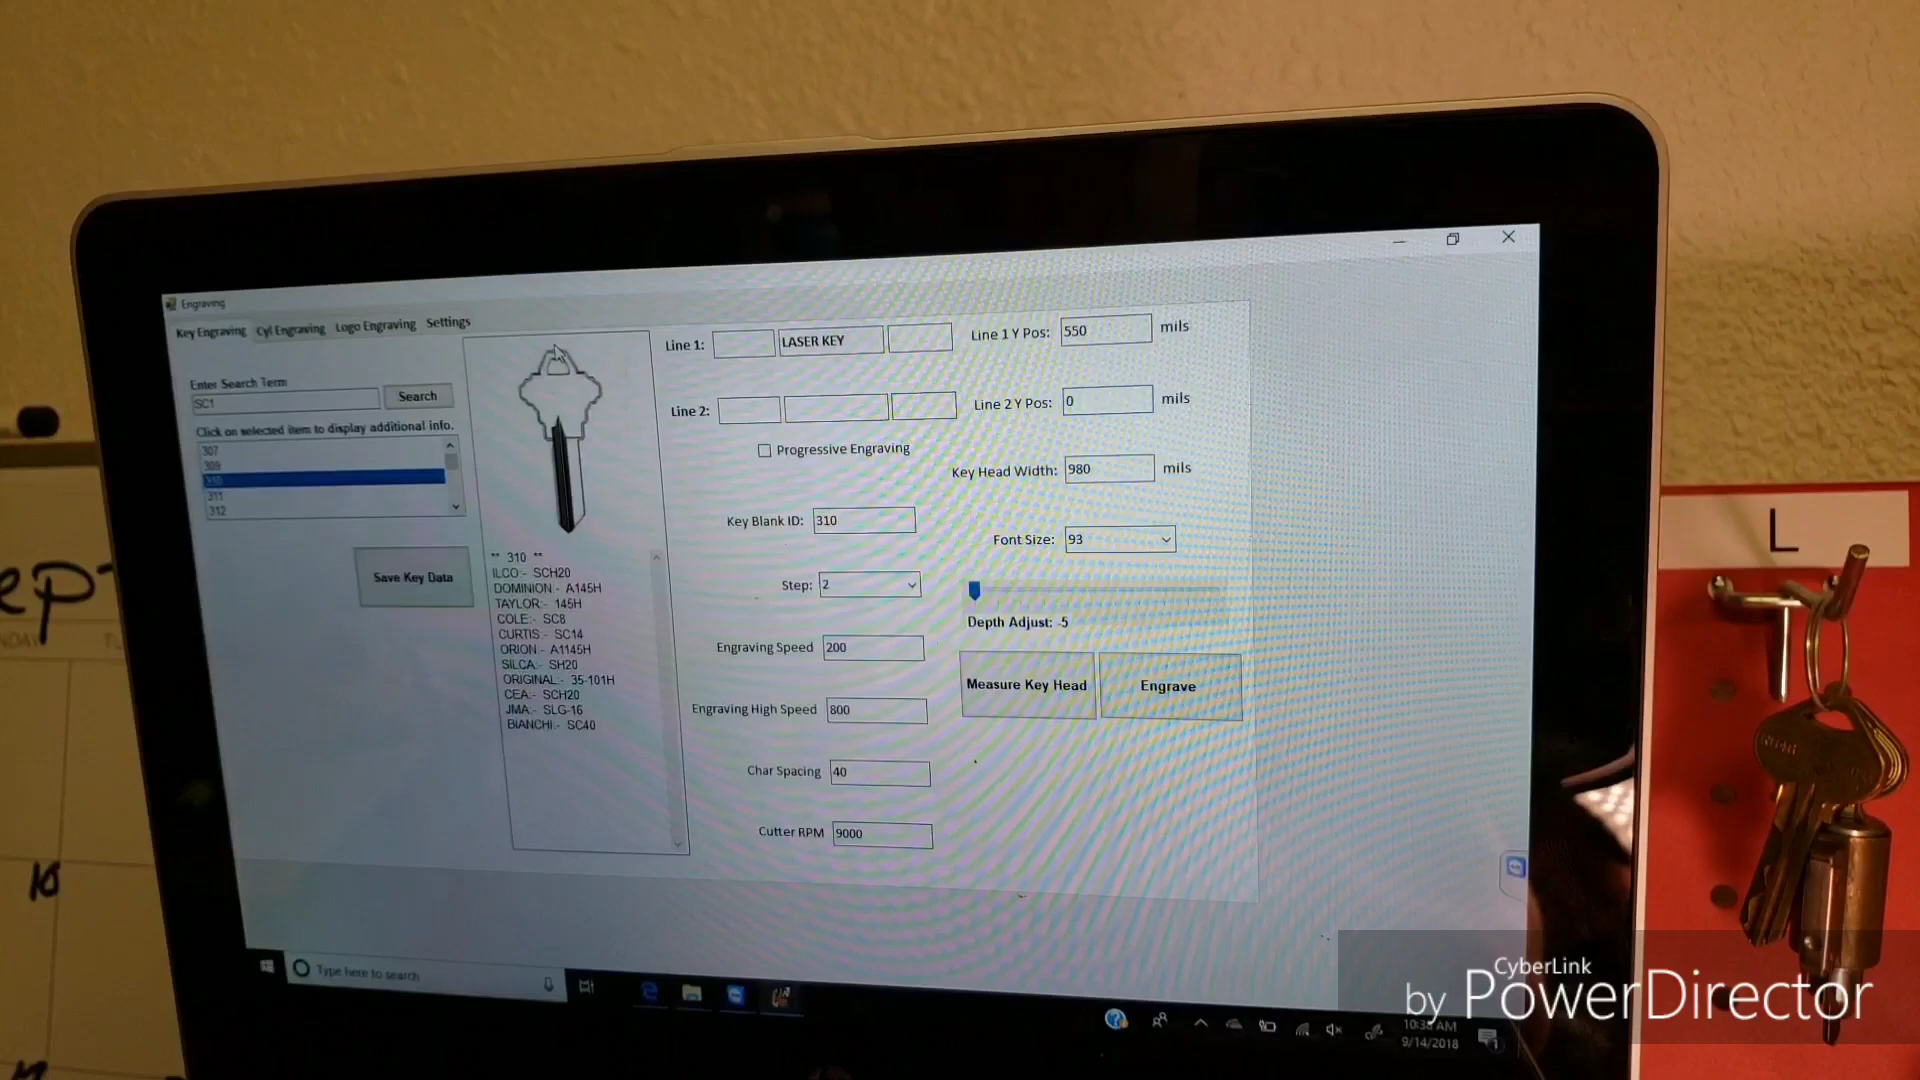 Engraving
Key Engraving Cyl Engraving Logo Engraving Settings
Enter Search Term
SC1
Search
Click on selected item to display additional info.
307
309
310
311
312
Save Key Data
** 310 **
ILCO:- SCH20
DOMINION:- A145H
TAYLOR:- 145H
COLE:- SC8
CURTIS:- SC14
ORION:- A1145H
SILCA:- SH20
ORIGINAL:- 35-101H
CEA:- SCH20
JMA:- SLG-16
BIANCHI:- SC40
Line 1: LASER KEY
Line 2:
Progressive Engraving
Key Blank ID: 310
Step: 2
Engraving Speed 200
Engraving High Speed 800
Char Spacing 40
Cutter RPM 9000
Line 1 Y Pos: 550 mils
Line 2 Y Pos: 0 mils
Key Head Width: 980 mils
Font Size: 93
Depth Adjust: -5
Measure Key Head
Engrave
Type here to search
10:38 AM
9/14/2018
L
10
CyberLink
by PowerDirector